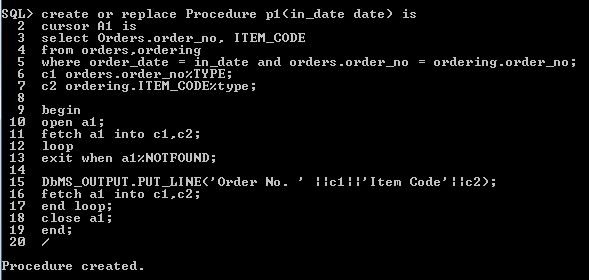 SQL> create or replace Procedure p1(in_date date) is
2 cursor A1 is
3 select Orders.order_no, ITEM_CODE
4 from orders,ordering
5 where order_date = in_date and orders.order_no = ordering.order_no;
6 c1 orders.order_no%TYPE;
7 c2 ordering.ITEM_CODE%type;
8
9 begin
10 open a1;
11 fetch a1 into c1,c2;
12 loop
13 exit when a1%NOTFOUND;
14
15 DbMS_OUTPUT.PUT_LINE('Order No. ' ||c1||'Item Code'||c2);
16 fetch a1 into c1,c2;
17 end loop;
18 close a1;
19 end;
20 /
Procedure created.